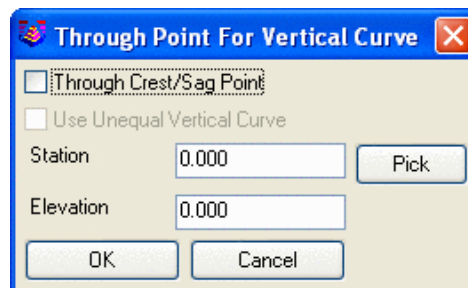 Through Point For Vertical Curve
Through Crest/Sag Point
Use Unequal Vertical Curve
Station 0.000 Pick
Elevation 0.000
OK Cancel